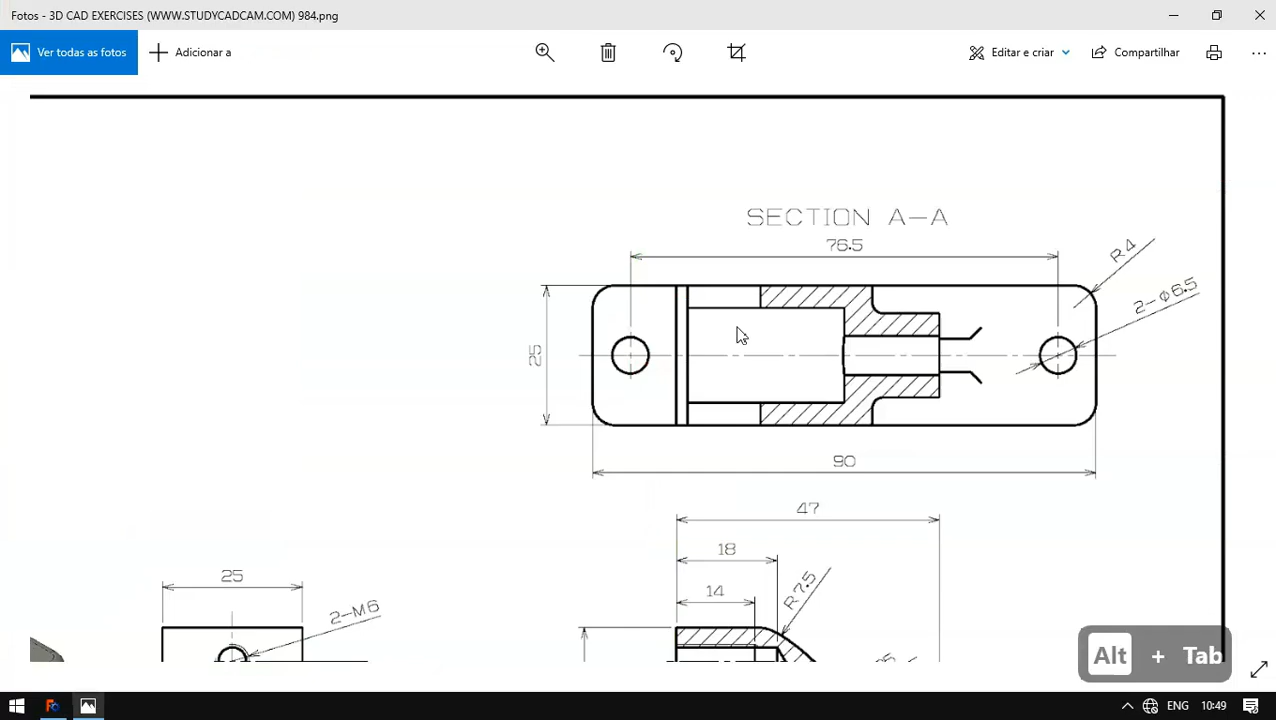 Fotos - 3D CAD EXERCISES (WWW.STUDYCADCAM.COM) 984.png
Ver todas as fotos
Adicionar a
Editar e criar
Compartilhar
SECTION A-A
76.5
R4
2-Φ6.5
25
90
47
18
14
R7.5
25
2-M6
Alt + Tab
ENG
10:49